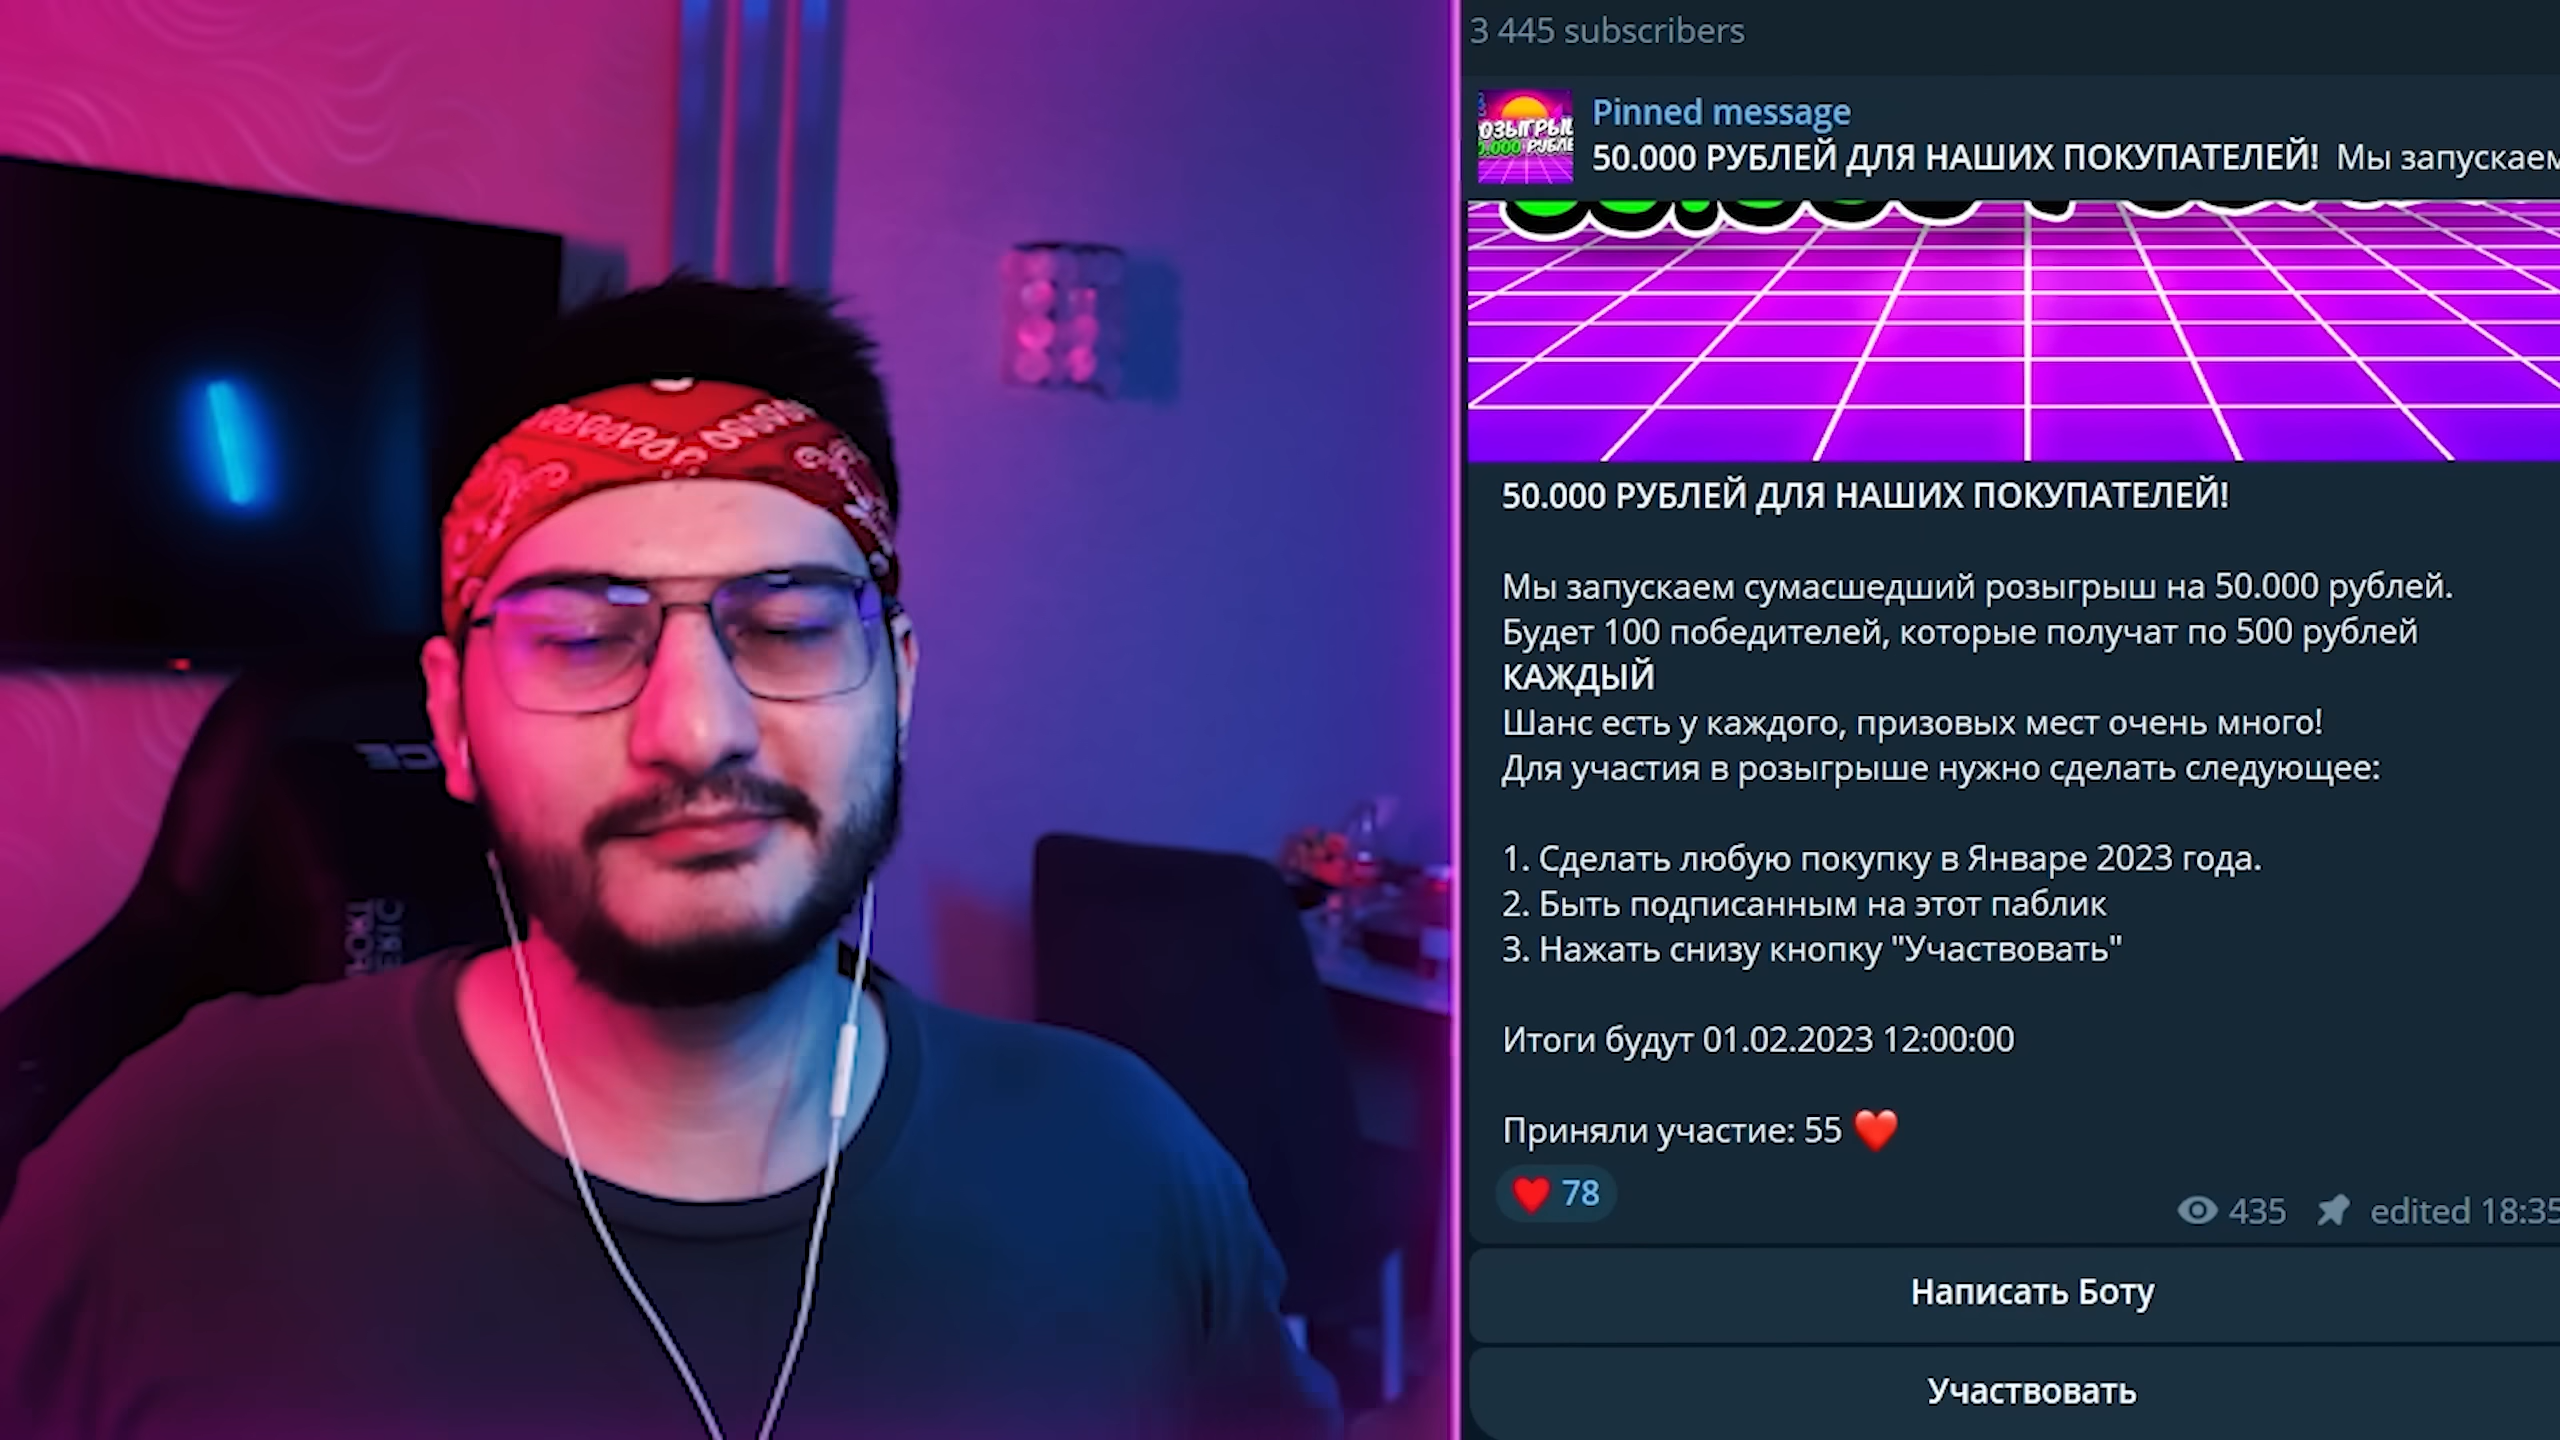 3 445 subscribers
Pinned message
50.000 РУБЛЕЙ ДЛЯ НАШИХ ПОКУПАТЕЛЕЙ! Мы запускаем
50.000 РУБЛЕЙ ДЛЯ НАШИХ ПОКУПАТЕЛЕЙ!
Мы запускаем сумасшедший розыгрыш на 50.000 рублей.
Будет 100 победителей, которые получат по 500 рублей
КАЖДЫЙ
Шанс есть у каждого, призовых мест очень много!
Для участия в розыгрыше нужно сделать следующее:
1. Сделать любую покупку в Январе 2023 года.
2. Быть подписанным на этот паблик
3. Нажать снизу кнопку "Участвовать"
Итоги будут 01.02.2023 12:00:00
Приняли участие: 55 ❤️
❤️ 78
435 edited 18:35
Написать Боту
Участвовать